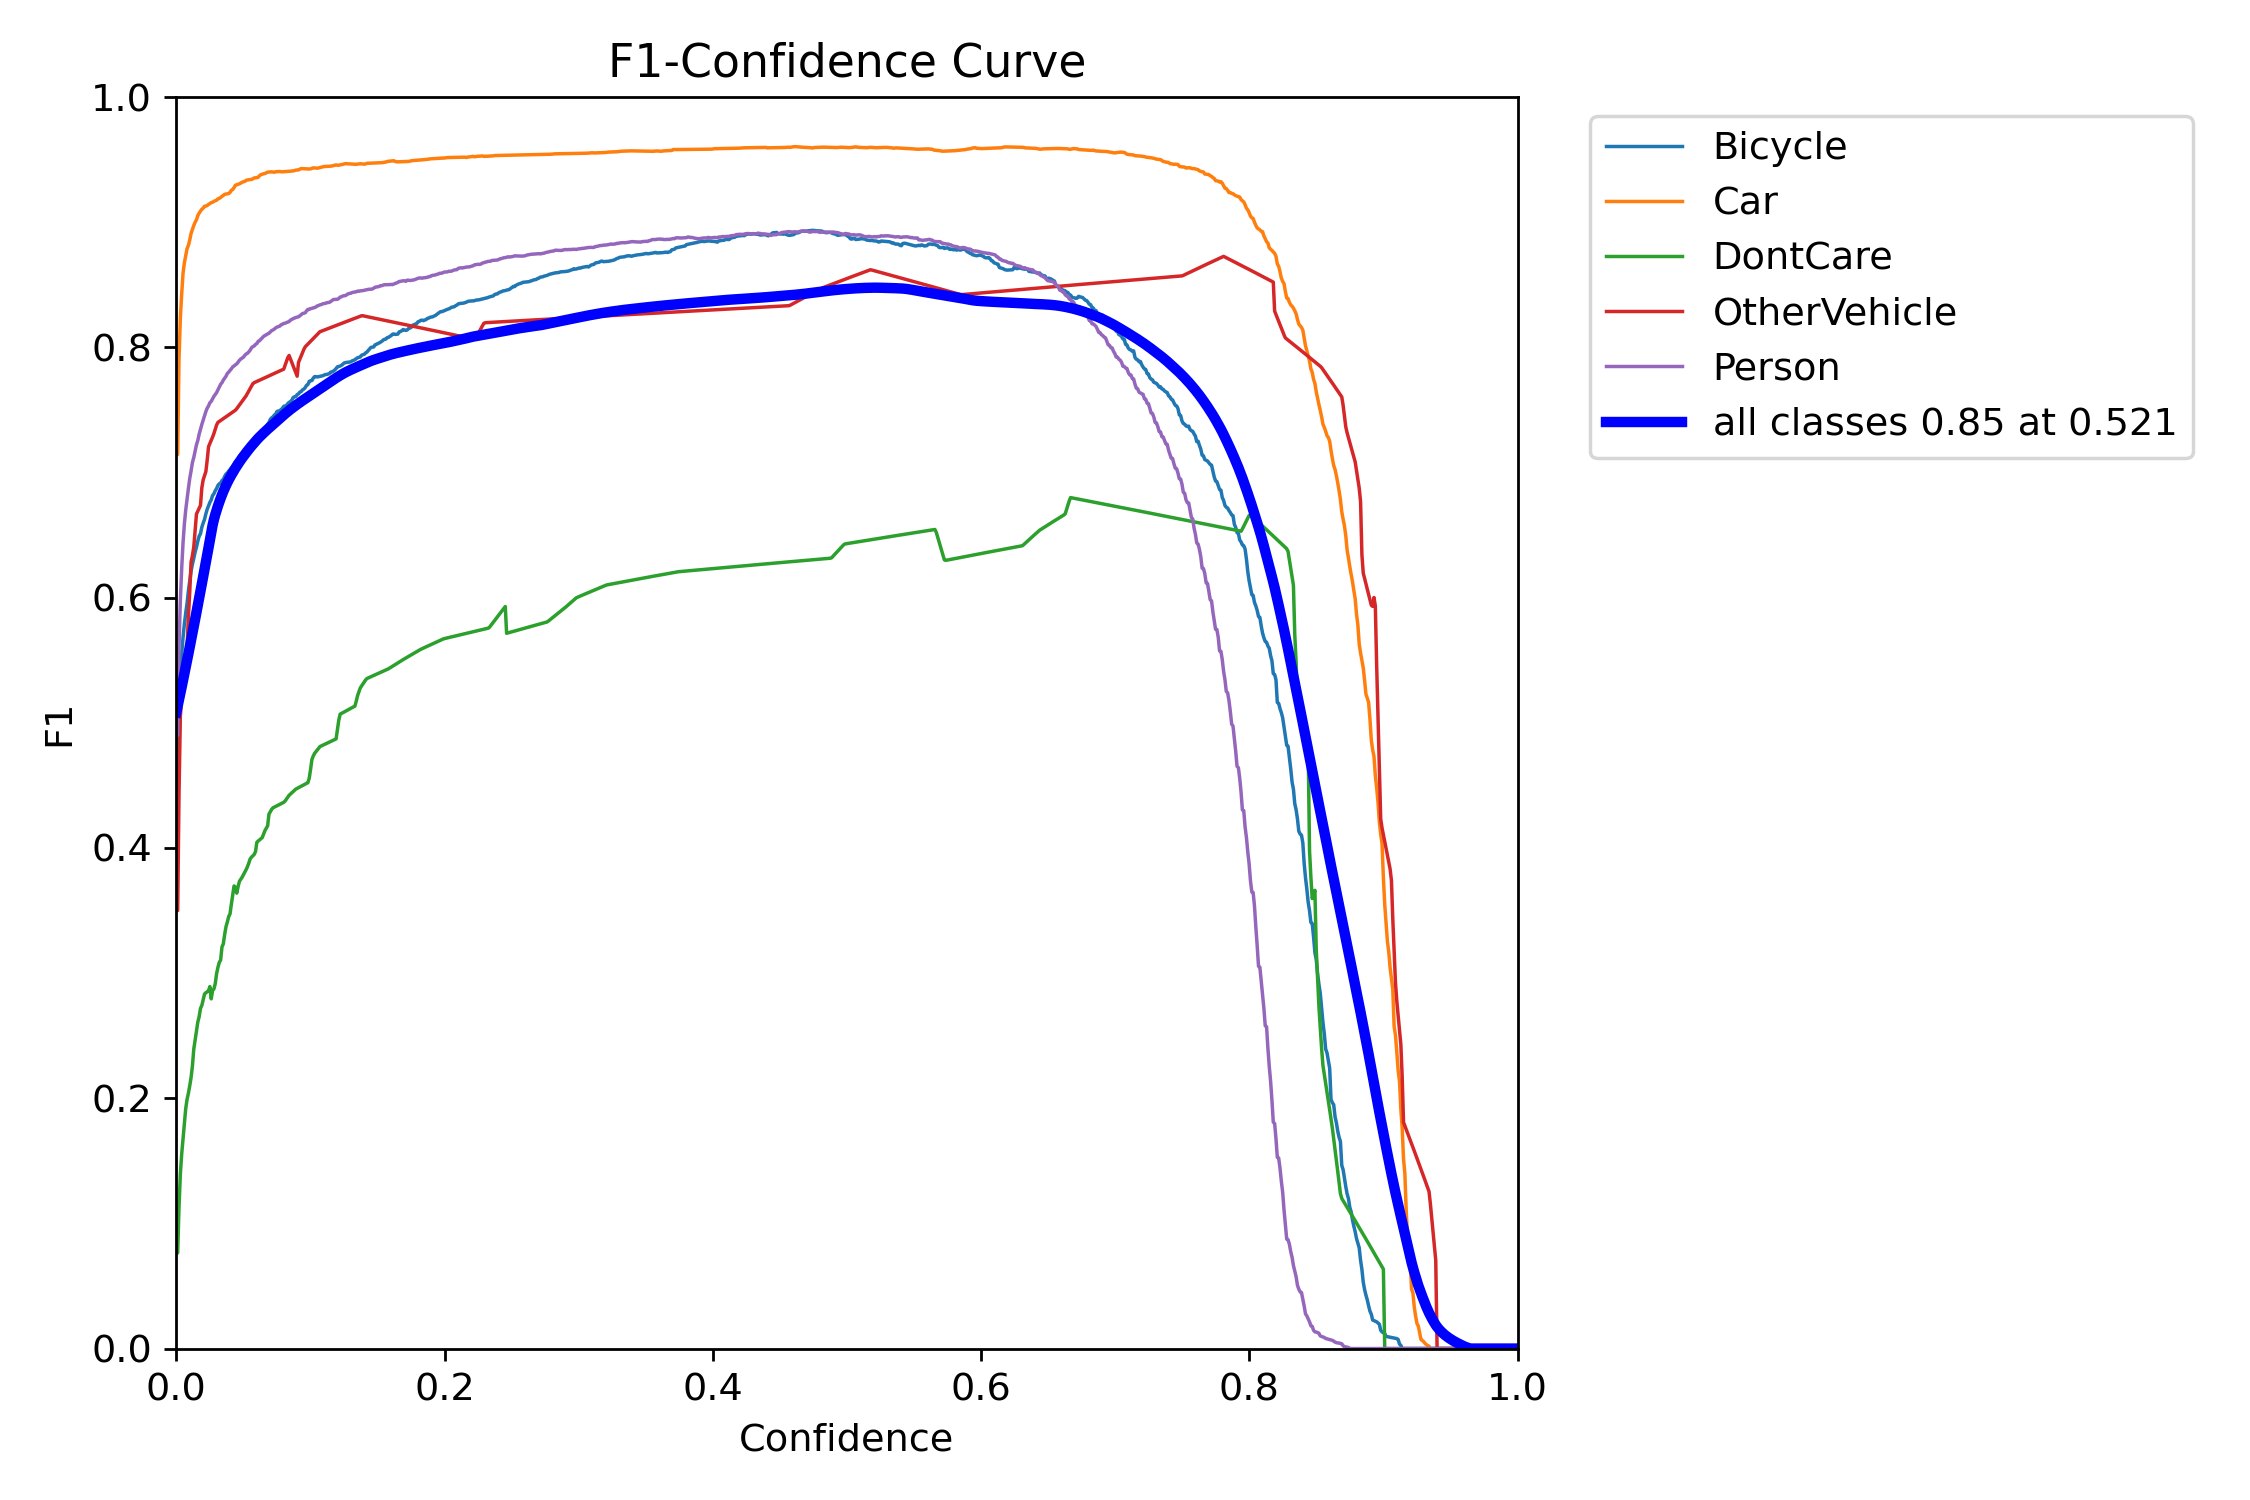 F1-Confidence Curve
1.0
0.8
0.6
0.4
0.2
0.0
F1
0.0 0.2 0.4 0.6 0.8 1.0
Confidence
Bicycle
Car
DontCare
OtherVehicle
Person
all classes 0.85 at 0.521